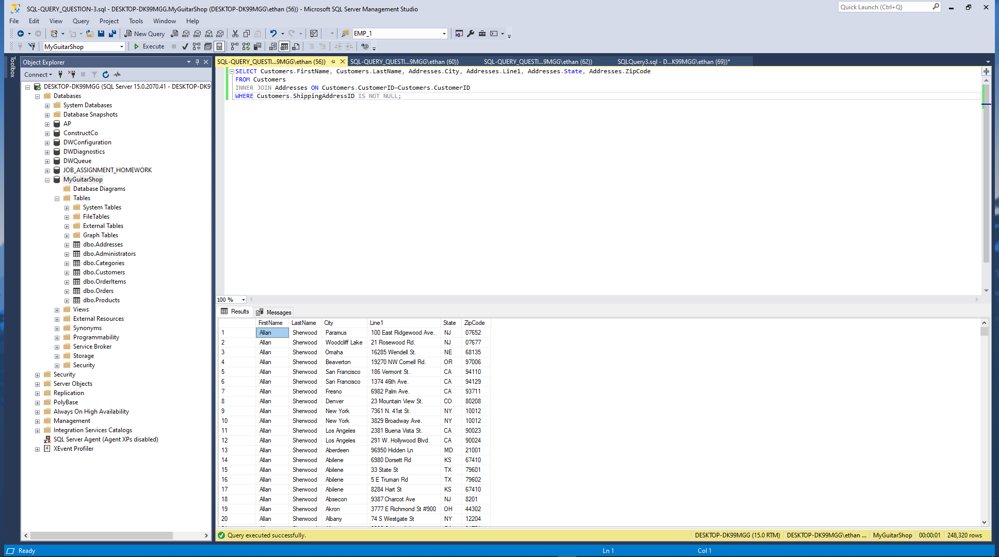 SQL-QUERY_QUESTION-3.sql - DESKTOP-DK99MGG.MyGuitarShop (DESKTOP-DK99MGG\ethan (56)) - Microsoft SQL Server Management Studio
Quick Launch (Ctrl+Q)
File Edit View Query Project Tools Window Help
New Query MDX DMX XMLA DAX EMP_1
MyGuitarShop Execute
Toolbox
Object Explorer
Connect
DESKTOP-DK99MGG (SQL Server 15.0.2070.41 - DESKTOP-DK9
Databases
System Databases
Database Snapshots
AP
ConstructCo
DWConfiguration
DWDiagnostics
DWQueue
JOB_ASSIGNMENT_HOMEWORK
MyGuitarShop
Database Diagrams
Tables
System Tables
FileTables
External Tables
Graph Tables
dbo.Addresses
dbo.Administrators
dbo.Categories
dbo.Customers
dbo.OrderItems
dbo.Orders
dbo.Products
Views
External Resources
Synonyms
Programmability
Service Broker
Storage
Security
Security
Server Objects
Replication
PolyBase
Always On High Availability
Management
Integration Services Catalogs
SQL Server Agent (Agent XPs disabled)
XEvent Profiler
SQL-QUERY_QUESTI...9MGG\ethan (56)) SQL-QUERY_QUESTI...9MGG\ethan (60)) SQL-QUERY_QUESTI...9MGG\ethan (62)) SQLQuery3.sql - D...K99MGG\ethan (69))*
SELECT Customers.FirstName, Customers.LastName, Addresses.City, Addresses.Line1, Addresses.State, Addresses.ZipCode
FROM Customers
INNER JOIN Addresses ON Customers.CustomerID=Customers.CustomerID
WHERE Customers.ShippingAddressID IS NOT NULL;
100 %
Results Messages
FirstName LastName City Line1 State ZipCode
1 Allan Sherwood Paramus 100 East Ridgewood Ave. NJ 07652
2 Allan Sherwood Woodcliff Lake 21 Rosewood Rd. NJ 07677
3 Allan Sherwood Omaha 16285 Wendell St. NE 68135
4 Allan Sherwood Beaverton 19270 NW Cornell Rd. OR 97006
5 Allan Sherwood San Francisco 186 Vermont St. CA 94110
6 Allan Sherwood San Francisco 1374 46th Ave. CA 94129
7 Allan Sherwood Fresno 6982 Palm Ave. CA 93711
8 Allan Sherwood Denver 23 Mountain View St. CO 80208
9 Allan Sherwood New York 7361 N. 41st St. NY 10012
10 Allan Sherwood New York 3829 Broadway Ave. NY 10012
11 Allan Sherwood Los Angeles 2381 Buena Vista St. CA 90023
12 Allan Sherwood Los Angeles 291 W. Hollywood Blvd. CA 90024
13 Allan Sherwood Aberdeen 96950 Hidden Ln MD 21001
14 Allan Sherwood Abilene 6980 Dorsett Rd KS 67410
15 Allan Sherwood Abilene 33 State St TX 79601
16 Allan Sherwood Abilene 5 E Truman Rd TX 79602
17 Allan Sherwood Abilene 8284 Hart St KS 67410
18 Allan Sherwood Absecon 9387 Charcot Ave NJ 8201
19 Allan Sherwood Akron 3777 E Richmond St #900 OH 44302
20 Allan Sherwood Albany 74 S Westgate St NY 12204
Query executed successfully. DESKTOP-DK99MGG (15.0 RTM) DESKTOP-DK99MGG\ethan ... MyGuitarShop 00:00:01 248,320 rows
Ready Ln 1 Col 1